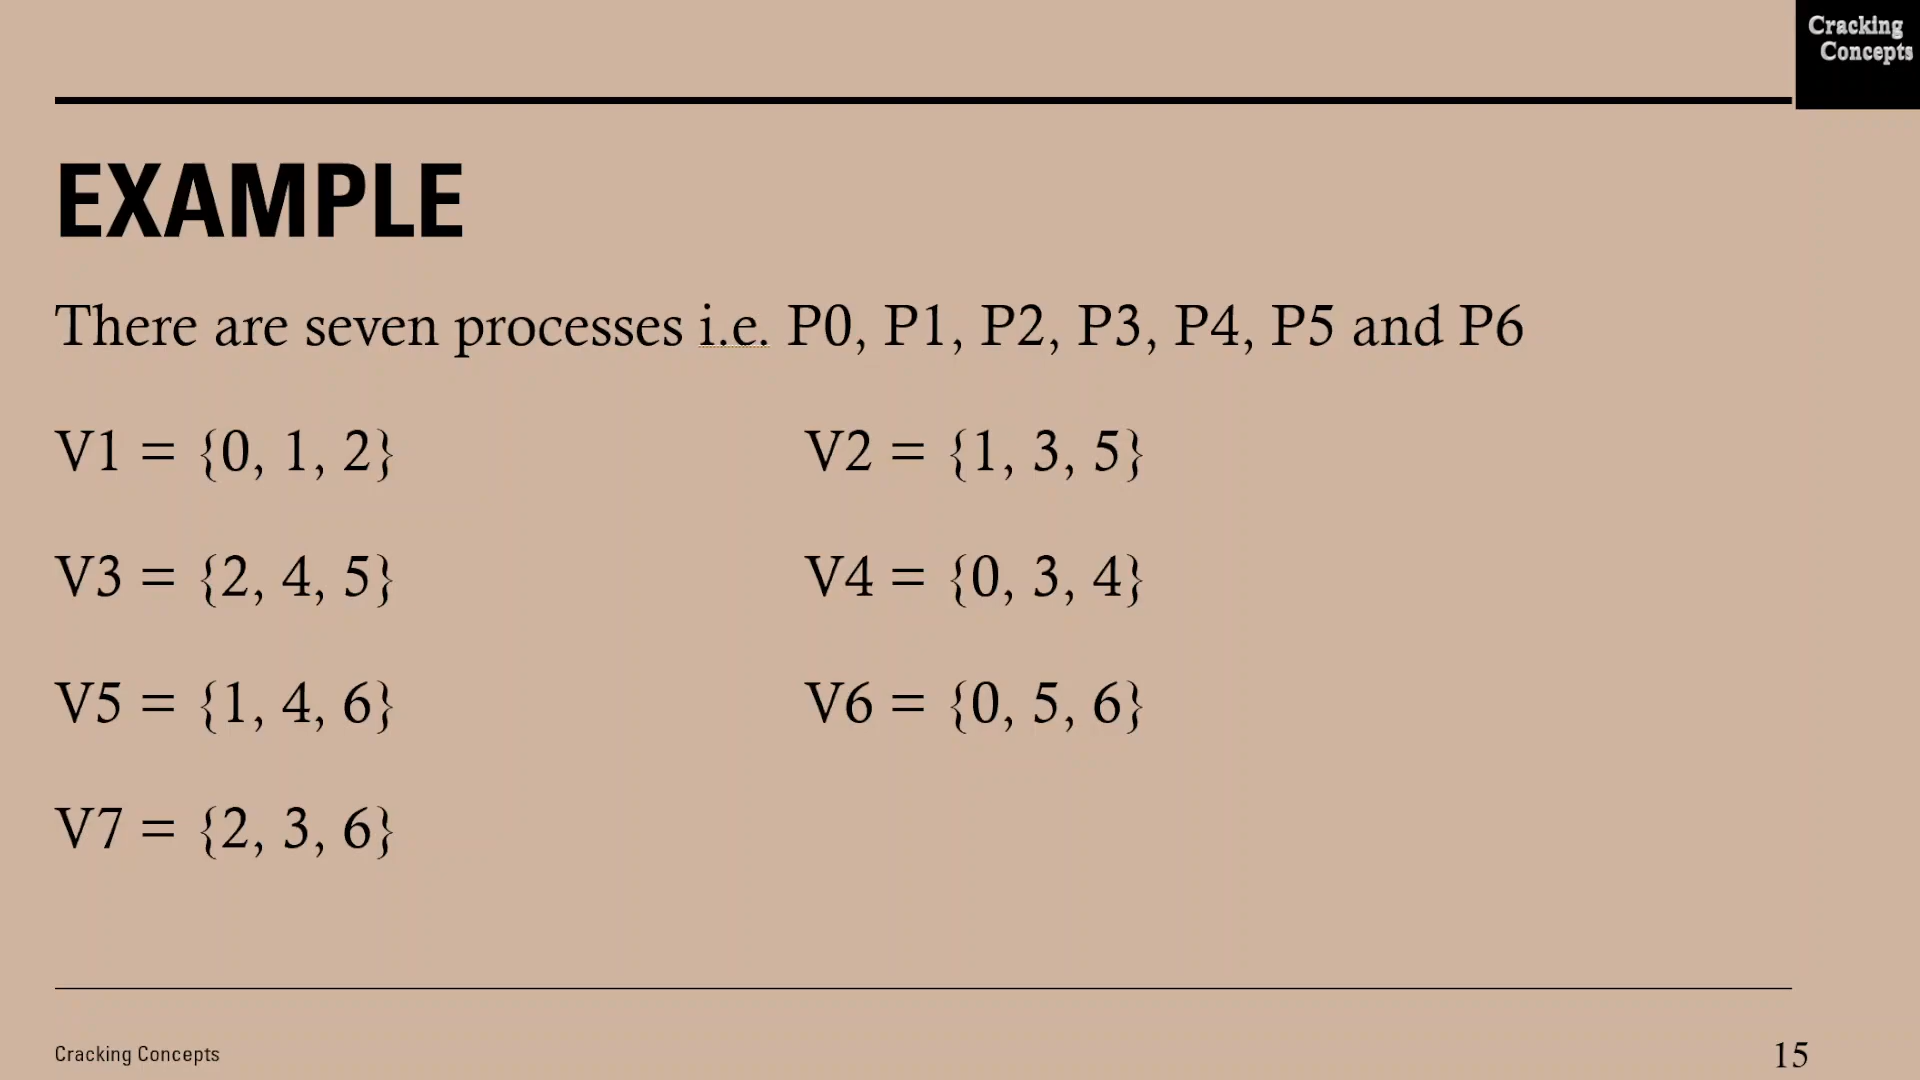 Cracking
Concepts
EXAMPLE
There are seven processes i.e. P0, P1, P2, P3, P4, P5 and P6
V1 = {0, 1, 2} V2 = {1, 3, 5}
V3 = {2, 4, 5} V4 = {0, 3, 4}
V5 = {1, 4, 6} V6 = {0, 5, 6}
V7 = {2, 3, 6}
Cracking Concepts 15